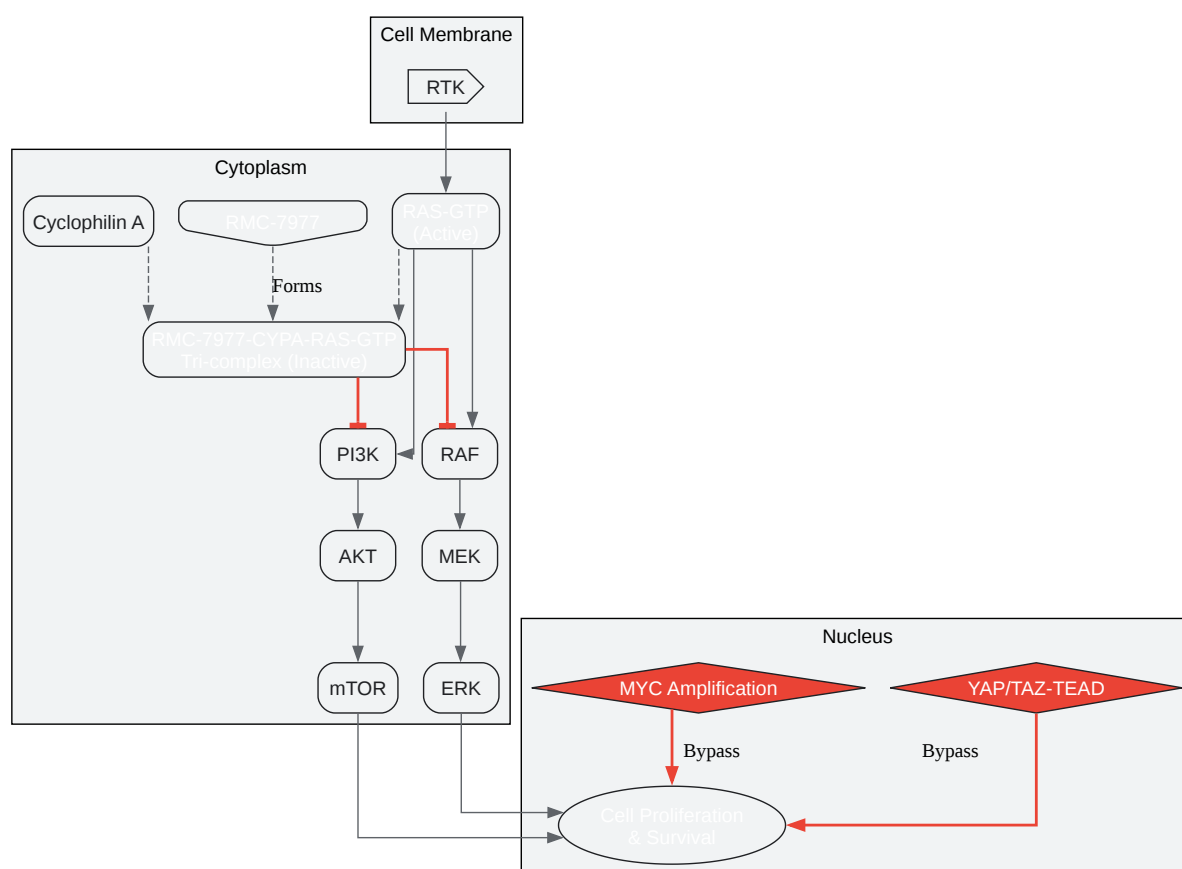 Cell Membrane
RTK
Cytoplasm
Cyclophilin A
RMC-7977
RAS-GTP
(Active)
Forms
RMC-7977-CYPA-RAS-GTP
Tri-complex (Inactive)
PI3K
RAF
AKT
MEK
mTOR
ERK
Nucleus
MYC Amplification
YAP/TAZ-TEAD
Bypass
Bypass
Cell Proliferation
& Survival